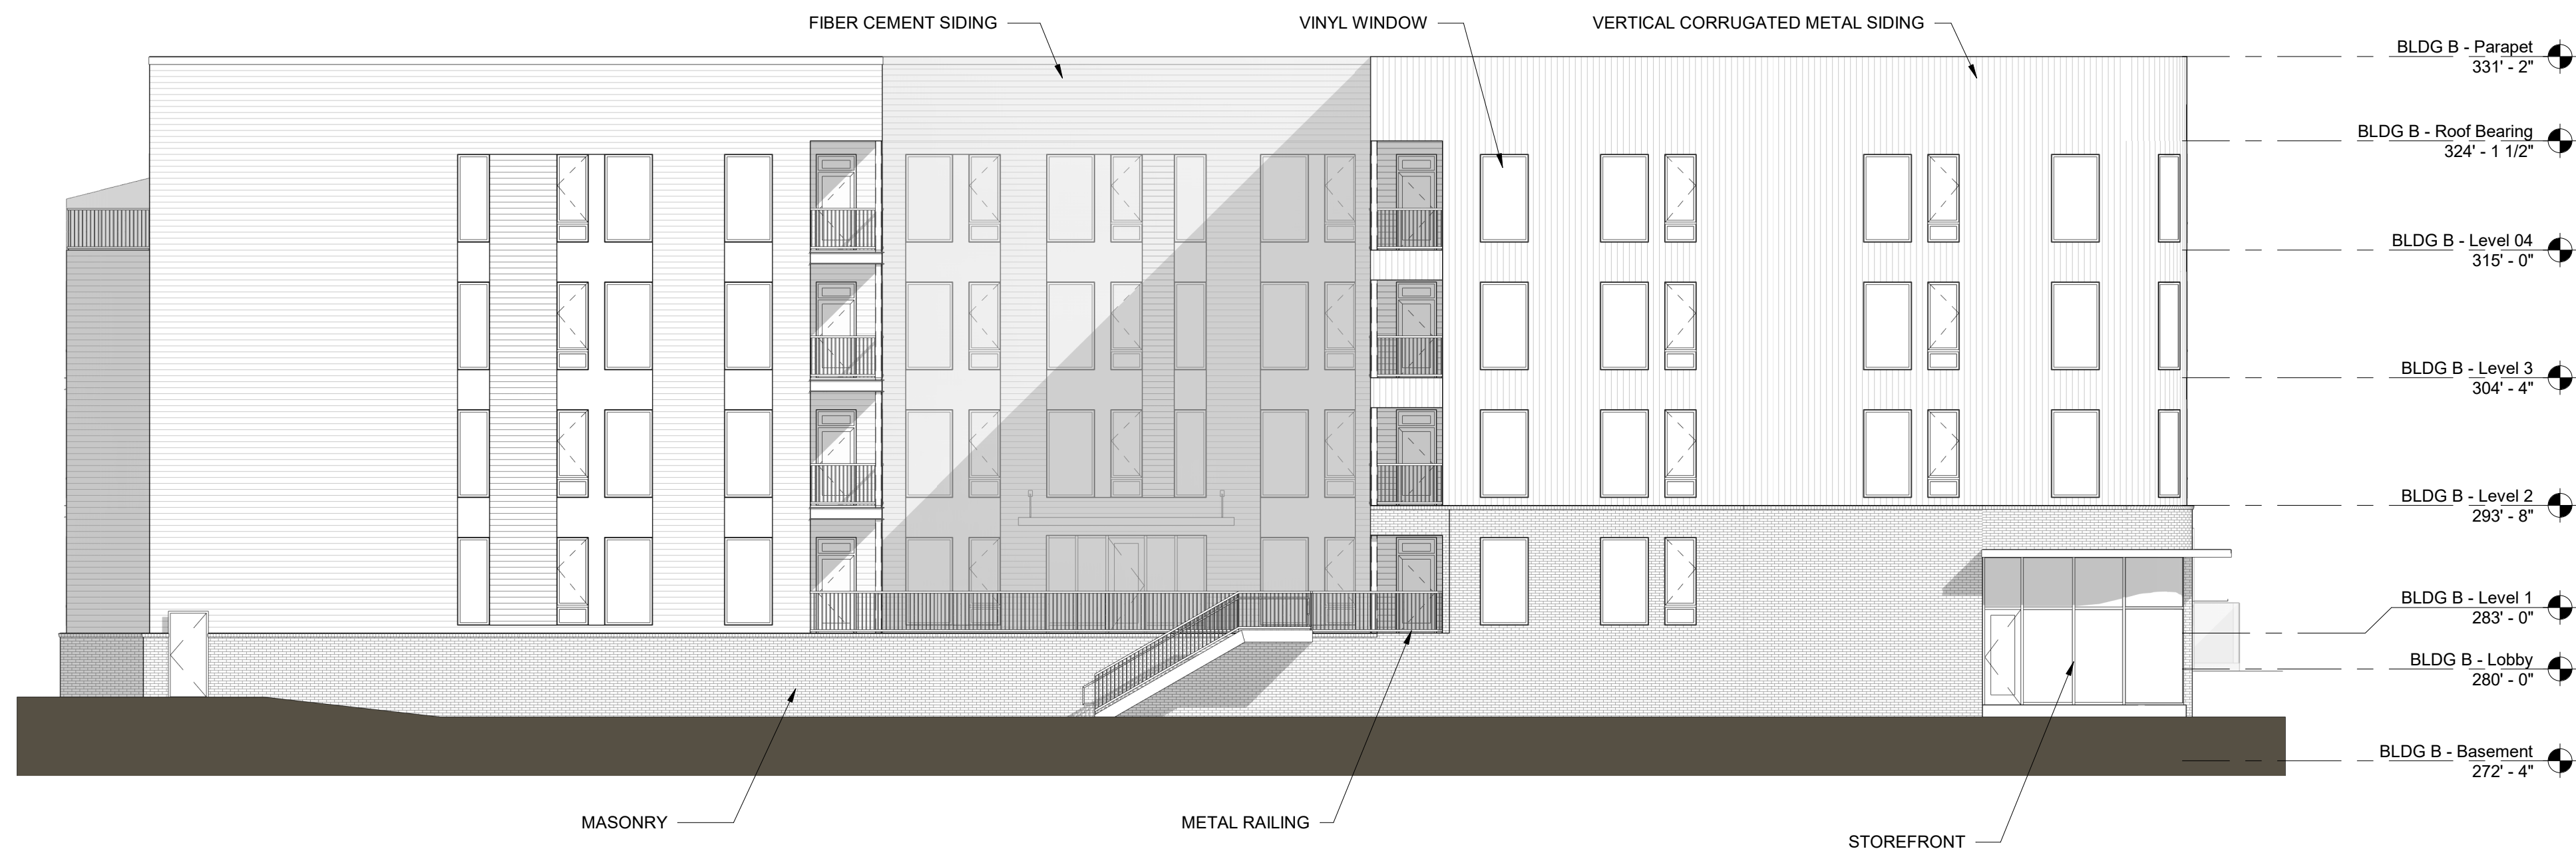 FIBER CEMENT SIDING
VINYL WINDOW
VERTICAL CORRUGATED METAL SIDING
BLDG B - Parapet
331' - 2"
BLDG B - Roof Bearing
324' - 1 1/2"
BLDG B - Level 04
315' - 0"
BLDG B - Level 3
304' - 4"
BLDG B - Level 2
293' - 8"
BLDG B - Level 1
283' - 0"
BLDG B - Lobby
280' - 0"
BLDG B - Basement
272' - 4"
MASONRY
METAL RAILING
STOREFRONT